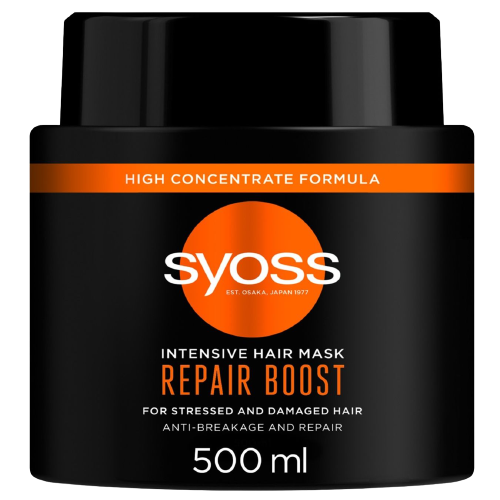 HIGH CONCENTRATE FORMULA
syoss
EST. OSAKA, JAPAN 1977
INTENSIVE HAIR MASK
REPAIR BOOST
FOR STRESSED AND DAMAGED HAIR
ANTI-BREAKAGE AND REPAIR
500 ml